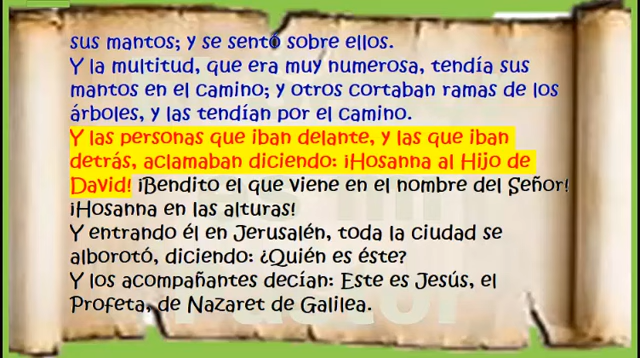 sus mantos; y se sentó sobre ellos.
Y la multitud, que era muy numerosa, tendía sus
mantos en el camino; y otros cortaban ramas de los
árboles, y las tendían por el camino.
Y las personas que iban delante, y las que iban
detrás, aclamaban diciendo: ¡Hosanna al Hijo de
David! ¡Bendito el que viene en el nombre del Señor!
¡Hosanna en las alturas!
Y entrando él en Jerusalén, toda la ciudad se
alborotó, diciendo: ¿Quién es éste?
Y los acompañantes decían: Este es Jesús, el
Profeta, de Nazaret de Galilea.